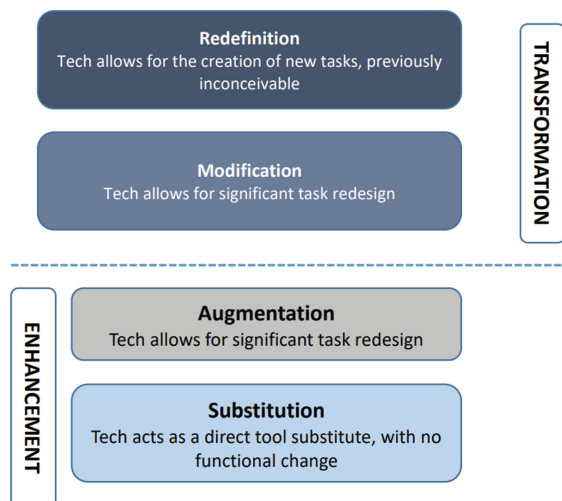 Redefinition
Tech allows for the creation of new tasks, previously
inconceivable
TRANSFORMATION
Modification
Tech allows for significant task redesign
ENHANCEMENT
Augmentation
Tech allows for significant task redesign
Substitution
Tech acts as a direct tool substitute, with no
functional change